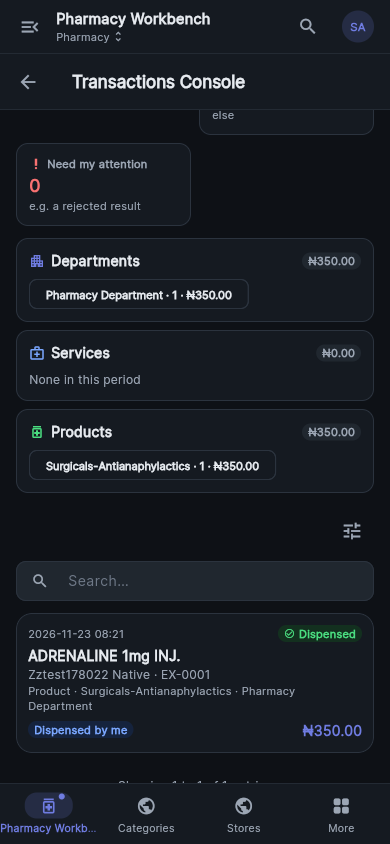 Pharmacy Workbench
Pharmacy
SA
Transactions Console
else
! Need my attention
0
e.g. a rejected result
Departments
₦350.00
Pharmacy Department · 1 · ₦350.00
Services
₦0.00
None in this period
Products
₦350.00
Surgicals-Antianaphylactics · 1 · ₦350.00
Search...
2026-11-23 08:21
Dispensed
ADRENALINE 1mg INJ.
Zztest178022 Native · EX-0001
Product · Surgicals-Antianaphylactics · Pharmacy
Department
Dispensed by me
₦350.00
Pharmacy Workb...
Categories
Stores
More